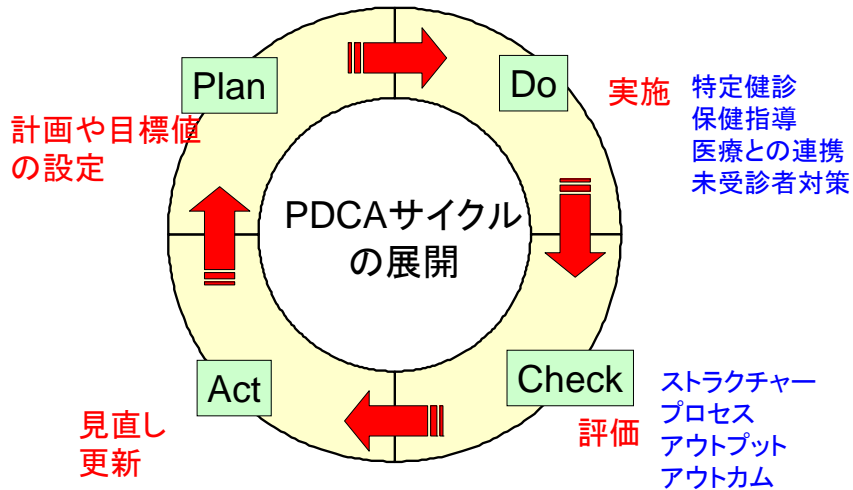 Plan
Do
実施
特定健診
保健指導
医療との連携
未受診者対策
計画や目標値
の設定
PDCAサイクル
の展開
Act
Check
見直し
更新
評価
ストラクチャー
プロセス
アウトプット
アウトカム